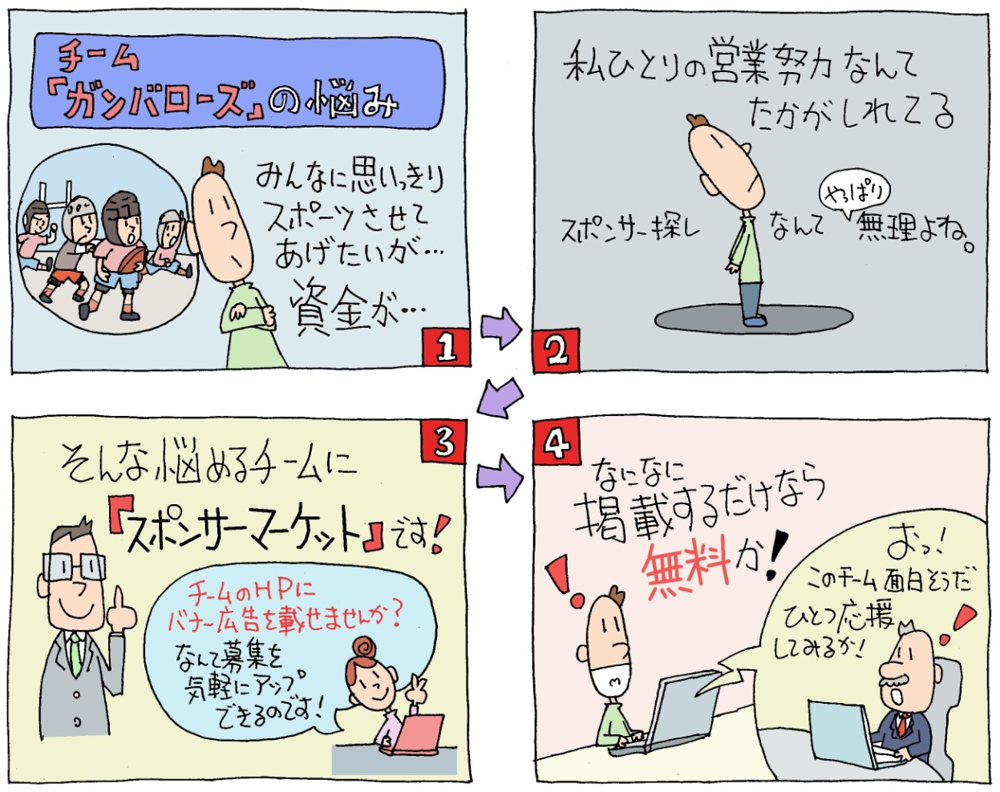 チーム
「ガンバローズ」の悩み
みんなに思いっきり
スポーツさせて
あげたいが…
資金が…
1
私ひとりの営業努力なんて
たかがしれてる
スポンサー探しなんてやっぱり無理よね。
2
3
そんな悩めるチームに
『スポンサーマーケット』です!
チームのHPに
バナー広告を載せませんか?
なんて募集を
気軽にアップ
できるのです!
4
なになに
掲載するだけなら
無料か!
おっ!
このチーム面白そうだ
ひとつ応援
してみるか!